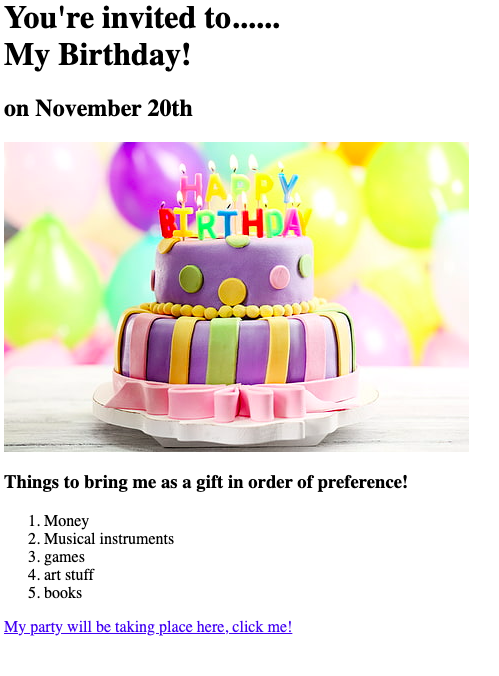 You're invited to......
My Birthday!
on November 20th
HAPPY
BIRTHDAY
Things to bring me as a gift in order of preference!
1. Money
2. Musical instruments
3. games
4. art stuff
5. books
My party will be taking place here, click me!